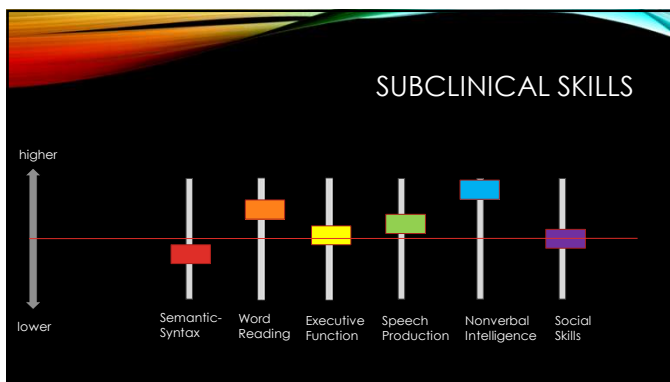 SUBCLINICAL SKILLS
higher
lower
Semantic-
Syntax
Word
Reading
Executive
Function
Speech
Production
Nonverbal
Intelligence
Social
Skills